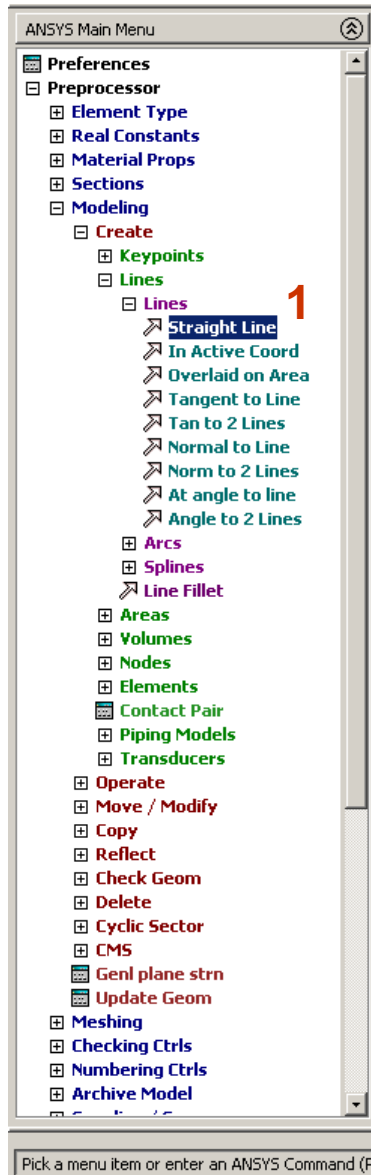 ANSYS Main Menu
Preferences
Preprocessor
Element Type
Real Constants
Material Props
Sections
Modeling
Create
Keypoints
Lines
Lines
1
Straight Line
In Active Coord
Overlaid on Area
Tangent to Line
Tan to 2 Lines
Normal to Line
Norm to 2 Lines
At angle to line
Angle to 2 Lines
Arcs
Splines
Line Fillet
Areas
Volumes
Nodes
Elements
Contact Pair
Piping Models
Transducers
Operate
Move / Modify
Copy
Reflect
Check Geom
Delete
Cyclic Sector
CMS
Genl plane strn
Update Geom
Meshing
Checking Ctrls
Numbering Ctrls
Archive Model
Pick a menu item or enter an ANSYS Command (P